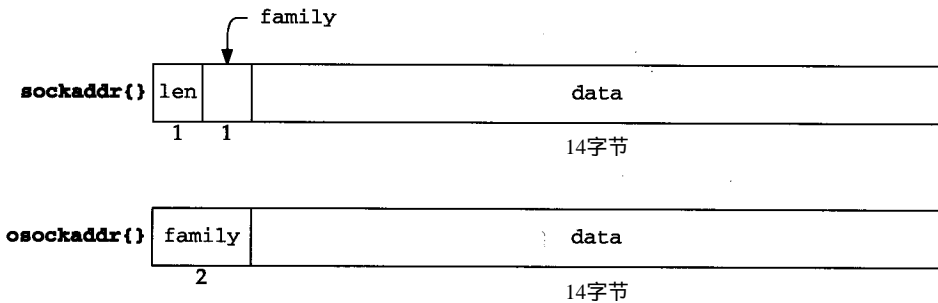 family
sockaddr{} len data
1 1 14字节
osockaddr{} family data
2 14字节